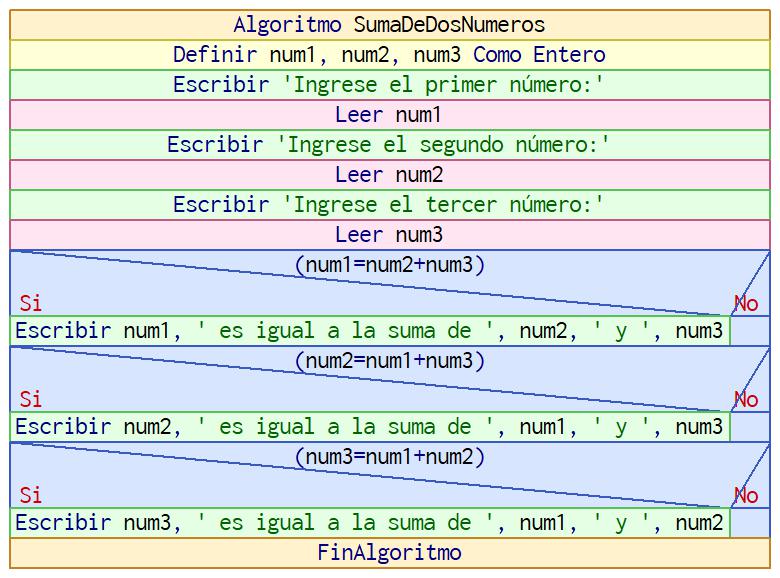 Algoritmo SumaDeDosNumeros
Definir num1, num2, num3 Como Entero
Escribir 'Ingrese el primer número:'
Leer num1
Escribir 'Ingrese el segundo número:'
Leer num2
Escribir 'Ingrese el tercer número:'
Leer num3
(num1=num2+num3)
Si No
Escribir num1, ' es igual a la suma de ', num2, ' y ', num3
(num2=num1+num3)
Si No
Escribir num2, ' es igual a la suma de ', num1, ' y ', num3
(num3=num1+num2)
Si No
Escribir num3, ' es igual a la suma de ', num1, ' y ', num2
FinAlgoritmo